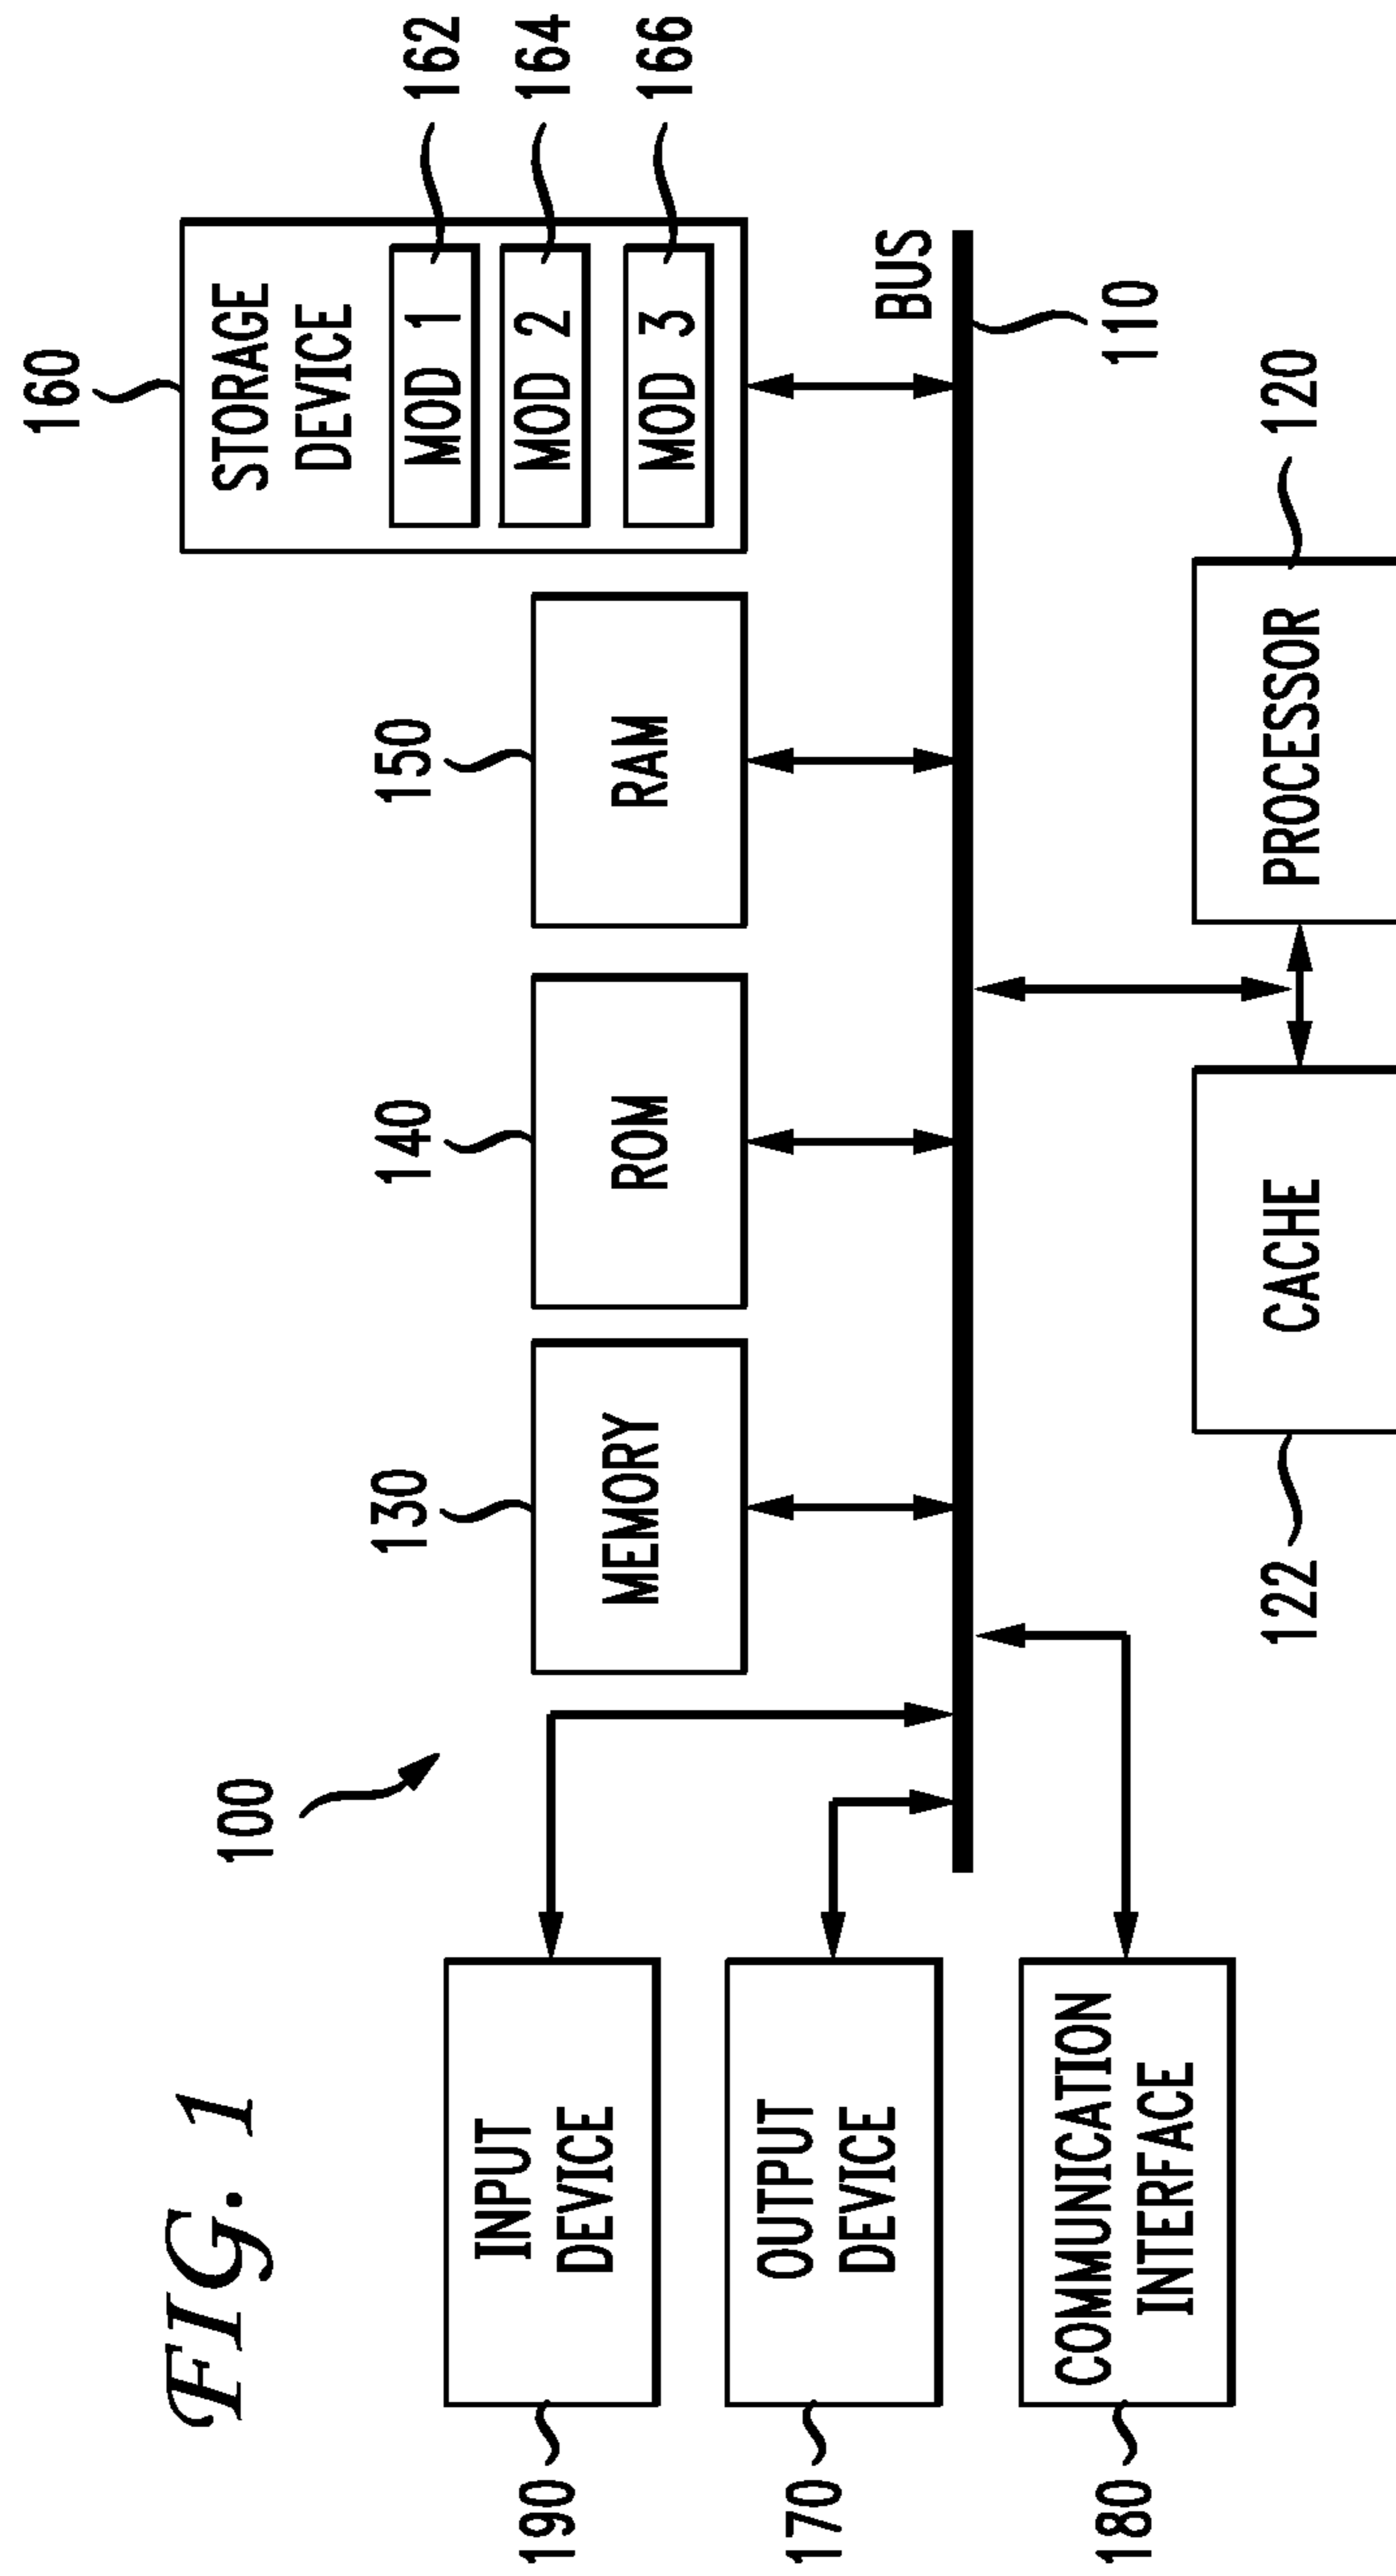 FIG. 1
100
190
INPUT
DEVICE
170
OUTPUT
DEVICE
180
COMMUNICATION
INTERFACE
130
MEMORY
140
ROM
150
RAM
160
STORAGE
DEVICE
MOD 1
162
MOD 2
164
MOD 3
166
BUS
110
122
CACHE
PROCESSOR
120